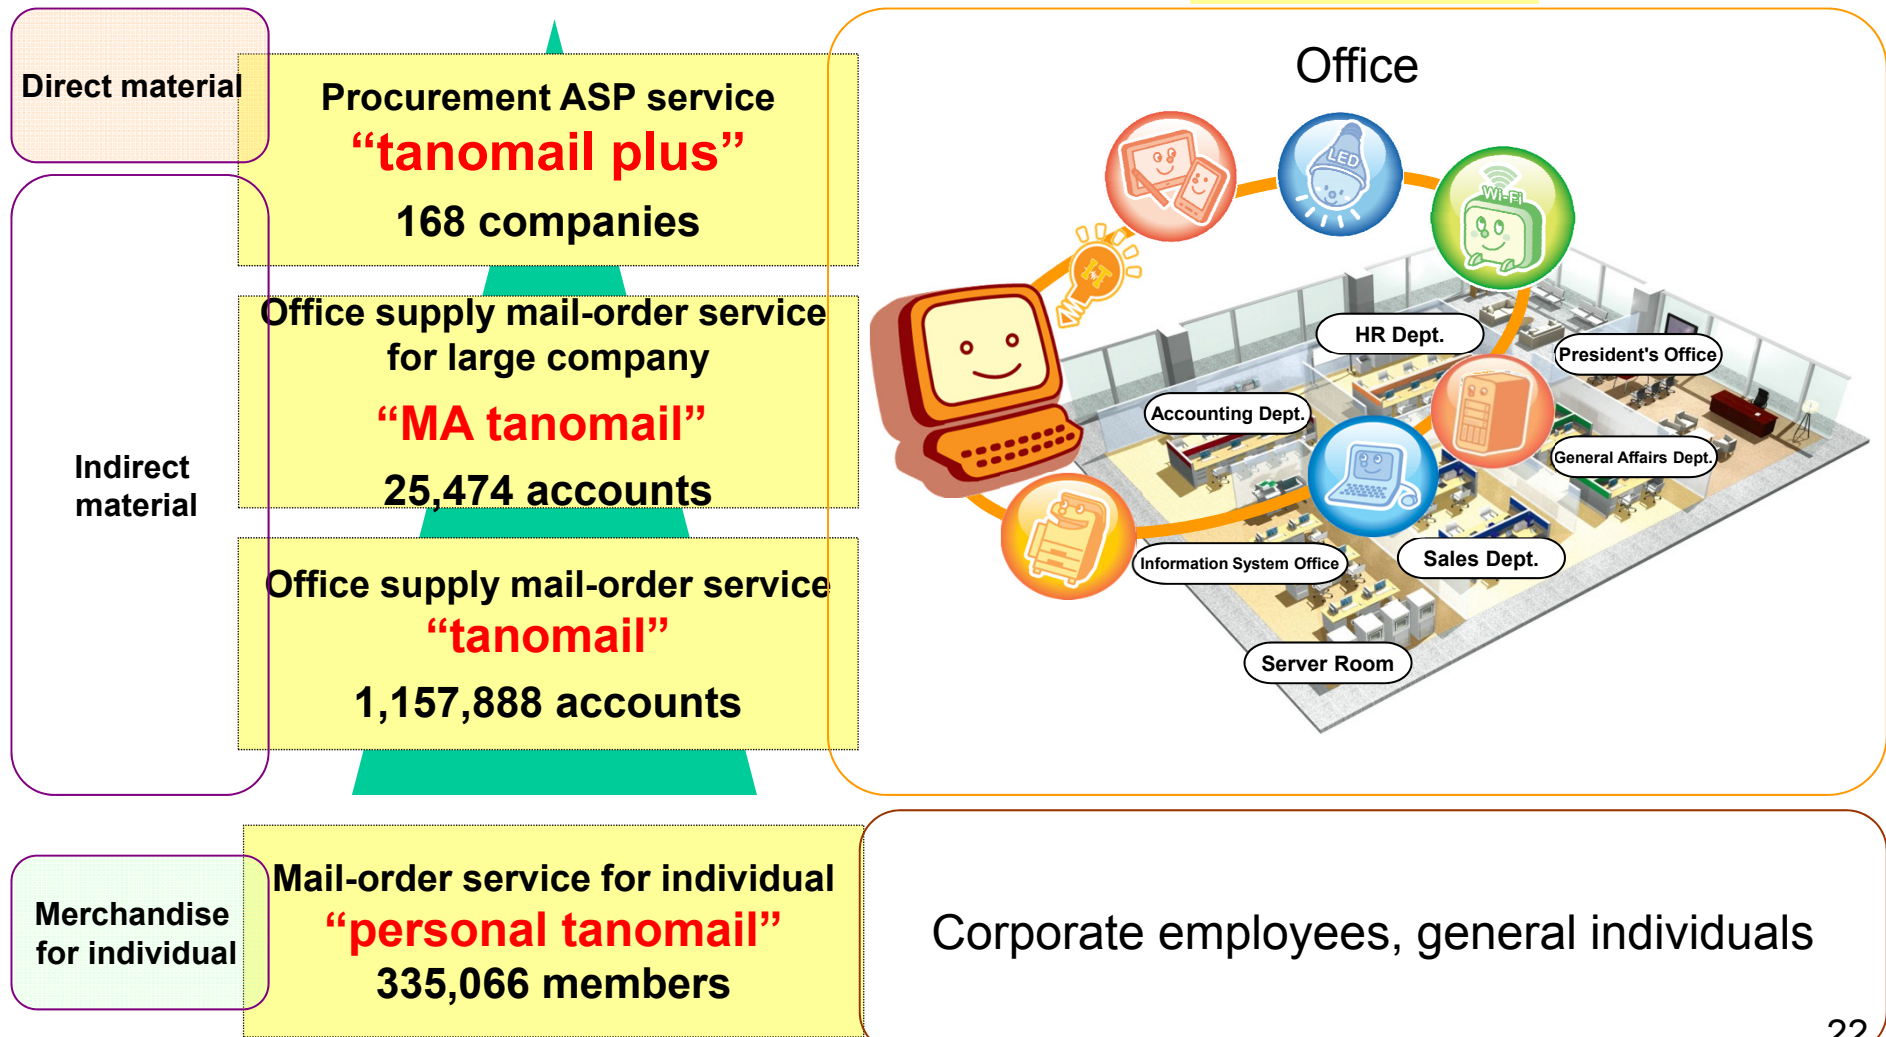 Direct material
Procurement ASP service
“tanomail plus”
168 companies
Indirect
material
Office supply mail-order service
for large company
“MA tanomail”
25,474 accounts
Office supply mail-order service
“tanomail”
1,157,888 accounts
Merchandise
for individual
Mail-order service for individual
“personal tanomail”
335,066 members
Office
LED
Wi-Fi
IT
HR Dept.
President's Office
Accounting Dept.
General Affairs Dept.
Information System Office
Sales Dept.
Server Room
Corporate employees, general individuals
22